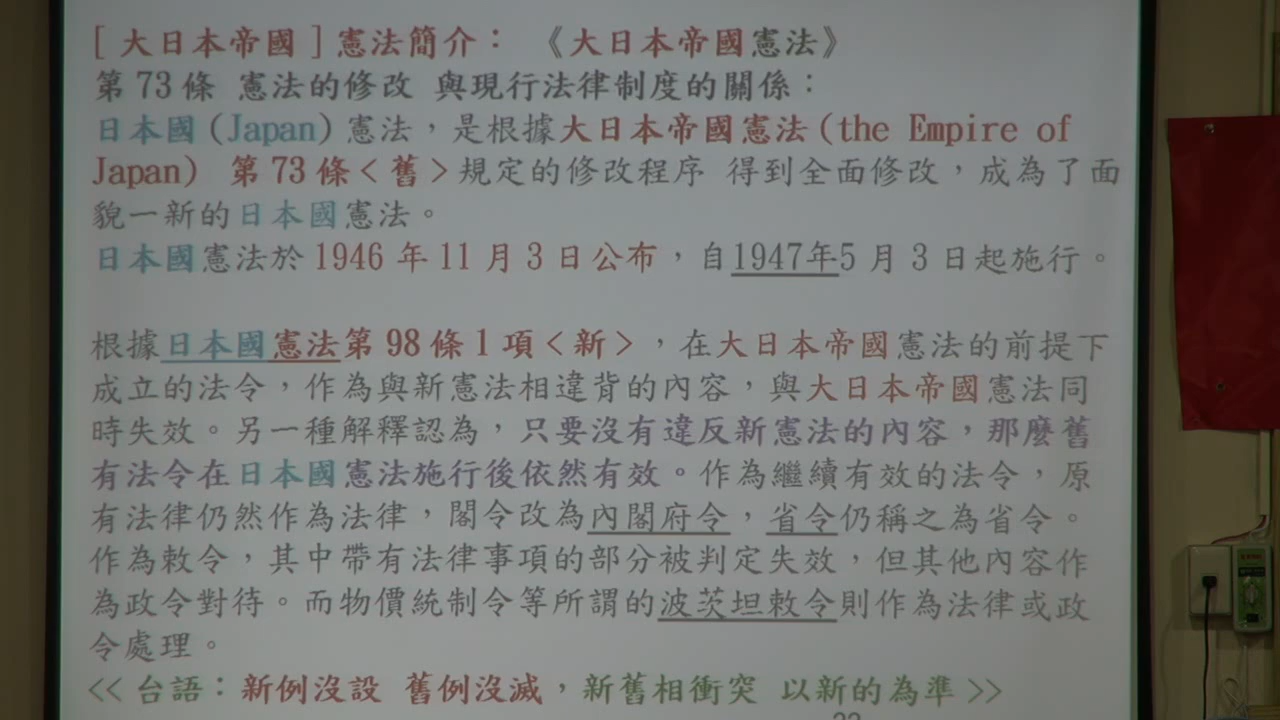 [ 大日本帝國 ] 憲法簡介： 《大日本帝國憲法》
第 73 條 憲法的修改 與現行法律制度的關係：
日本國 (Japan) 憲法，是根據大日本帝國憲法 (the Empire of
Japan) 第 73 條 < 舊 > 規定的修改程序 得到全面修改，成為了面
貌一新的日本國憲法。
日本國憲法於 1946 年 11 月 3 日公布，自1947年5 月 3 日起施行。
根據日本國憲法第 98 條 1 項 < 新 >，在大日本帝國憲法的前提下
成立的法令，作為與新憲法相違背的內容，與大日本帝國憲法同
時失效。另一種解釋認為，只要沒有違反新憲法的內容，那麼舊
有法令在日本國憲法施行後依然有效。作為繼續有效的法令，原
有法律仍然作為法律，閣令改為內閣府令，省令仍稱之為省令。
作為敕令，其中帶有法律事項的部分被判定失效，但其他內容作
為政令對待。而物價統制令等所謂的波茨坦敕令則作為法律或政
令處理。
<< 台語：新例沒設 舊例沒滅，新舊相衝突 以新的為準 >>